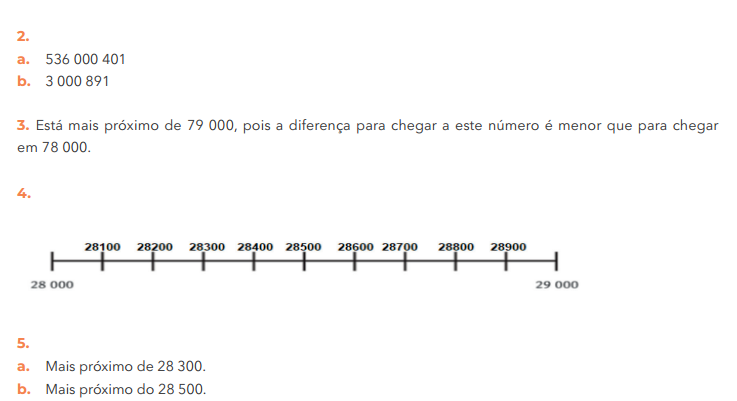 2.
a. 536 000 401
b. 3 000 891
3. Está mais próximo de 79 000, pois a diferença para chegar a este número é menor que para chegar
em 78 000.
4.
28100 28200 28300 28400 28500 28600 28700 28800 28900
28 000 29 000
5.
a. Mais próximo de 28 300.
b. Mais próximo do 28 500.